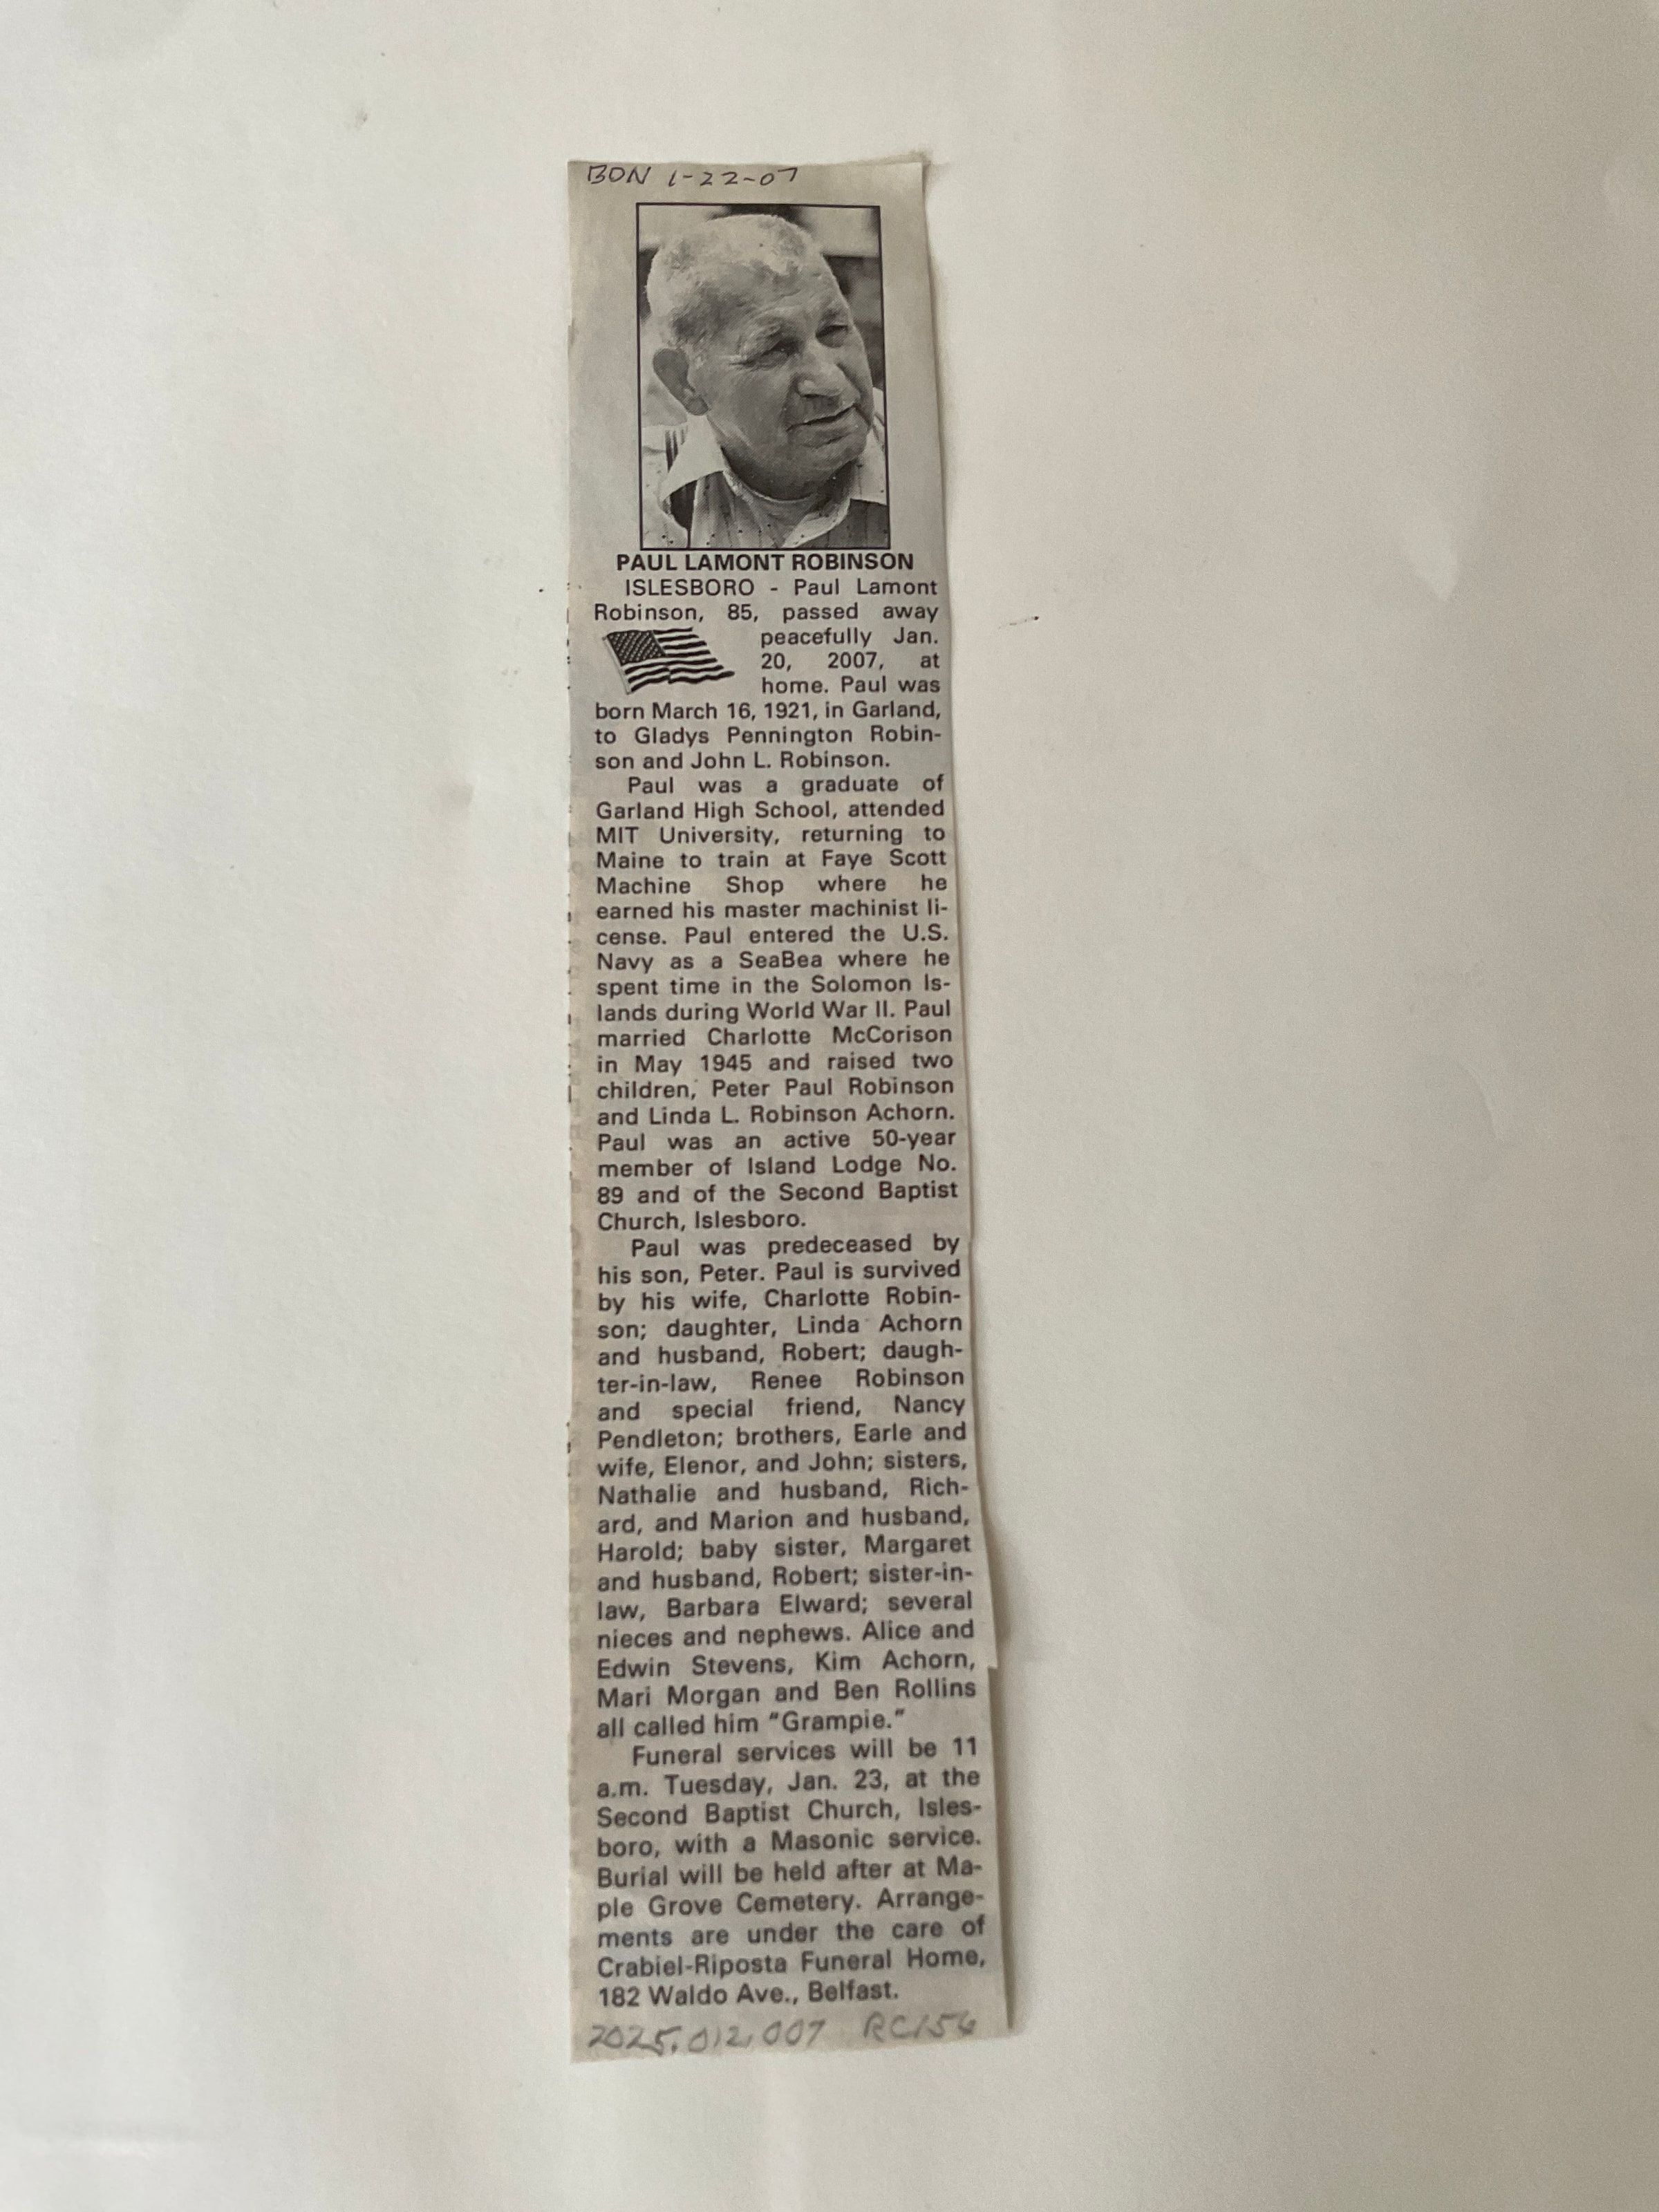 BDN 1-22-07
PAUL LAMONT ROBINSON
ISLESBORO - Paul Lamont
Robinson, 85, passed away
peacefully Jan.
20, 2007, at
home. Paul was
born March 16, 1921, in Garland,
to Gladys Pennington Robin-
son and John L. Robinson.
Paul was a graduate of
Garland High School, attended
MIT University, returning to
Maine to train at Faye Scott
Machine Shop where he
earned his master machinist li-
cense. Paul entered the U.S.
Navy as a SeaBea where he
spent time in the Solomon Is-
lands during World War II. Paul
married Charlotte McCorison
in May 1945 and raised two
children, Peter Paul Robinson
and Linda L. Robinson Achorn.
Paul was an active 50-year
member of Island Lodge No.
89 and of the Second Baptist
Church, Islesboro.
Paul was predeceased by
his son, Peter. Paul is survived
by his wife, Charlotte Robin-
son; daughter, Linda Achorn
and husband, Robert; daugh-
ter-in-law, Renee Robinson
and special friend, Nancy
Pendleton; brothers, Earle and
wife, Elenor, and John; sisters,
Nathalie and husband, Rich-
ard, and Marion and husband,
Harold; baby sister, Margaret
and husband, Robert; sister-in-
law, Barbara Elward; several
nieces and nephews. Alice and
Edwin Stevens, Kim Achorn,
Mari Morgan and Ben Rollins
all called him "Grampie."
Funeral services will be 11
a.m. Tuesday, Jan. 23, at the
Second Baptist Church, Isles-
boro, with a Masonic service.
Burial will be held after at Ma-
ple Grove Cemetery. Arrange-
ments are under the care of
Crabiel-Riposta Funeral Home,
182 Waldo Ave., Belfast.
2025.012.007 RC156